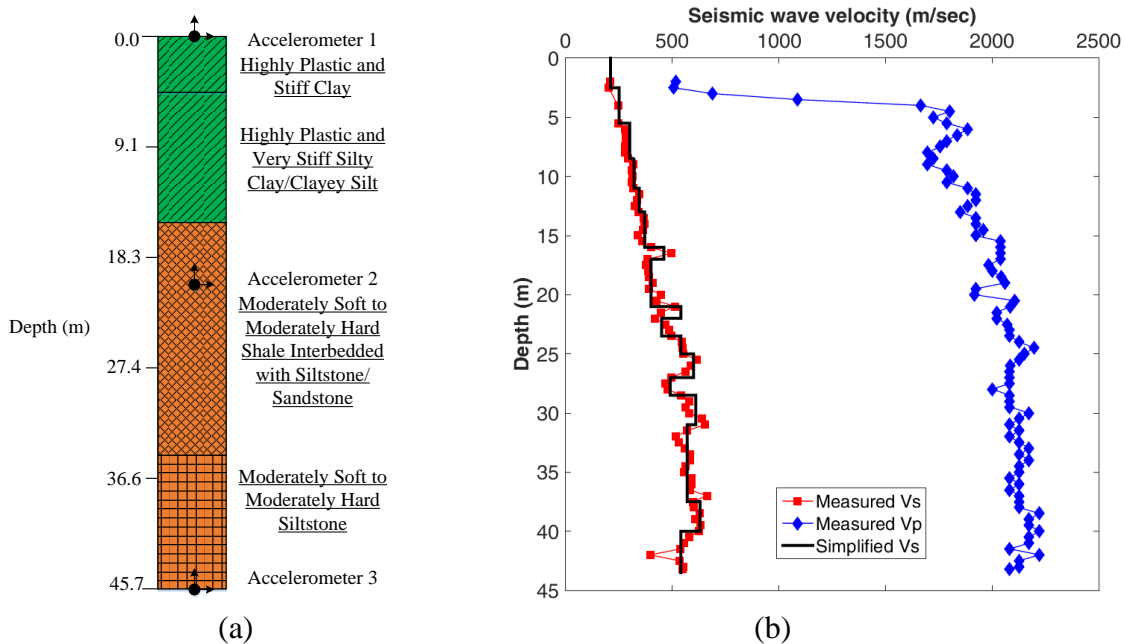 0.0
Accelerometer 1
Highly Plastic and
Stiff Clay
9.1
Highly Plastic and
Very Stiff Silty
Clay/Clayey Silt
18.3
Accelerometer 2
Moderately Soft to
Moderately Hard
Shale Interbedded
with Siltstone/
Sandstone
Depth (m)
27.4
36.6
Moderately Soft to
Moderately Hard
Siltstone
Accelerometer 3
45.7
(a)
Seismic wave velocity (m/sec)
0 500 1000 1500 2000 2500
Depth (m)
0
5
10
15
20
25
30
35
40
45
Measured Vs
Measured Vp
Simplified Vs
(b)